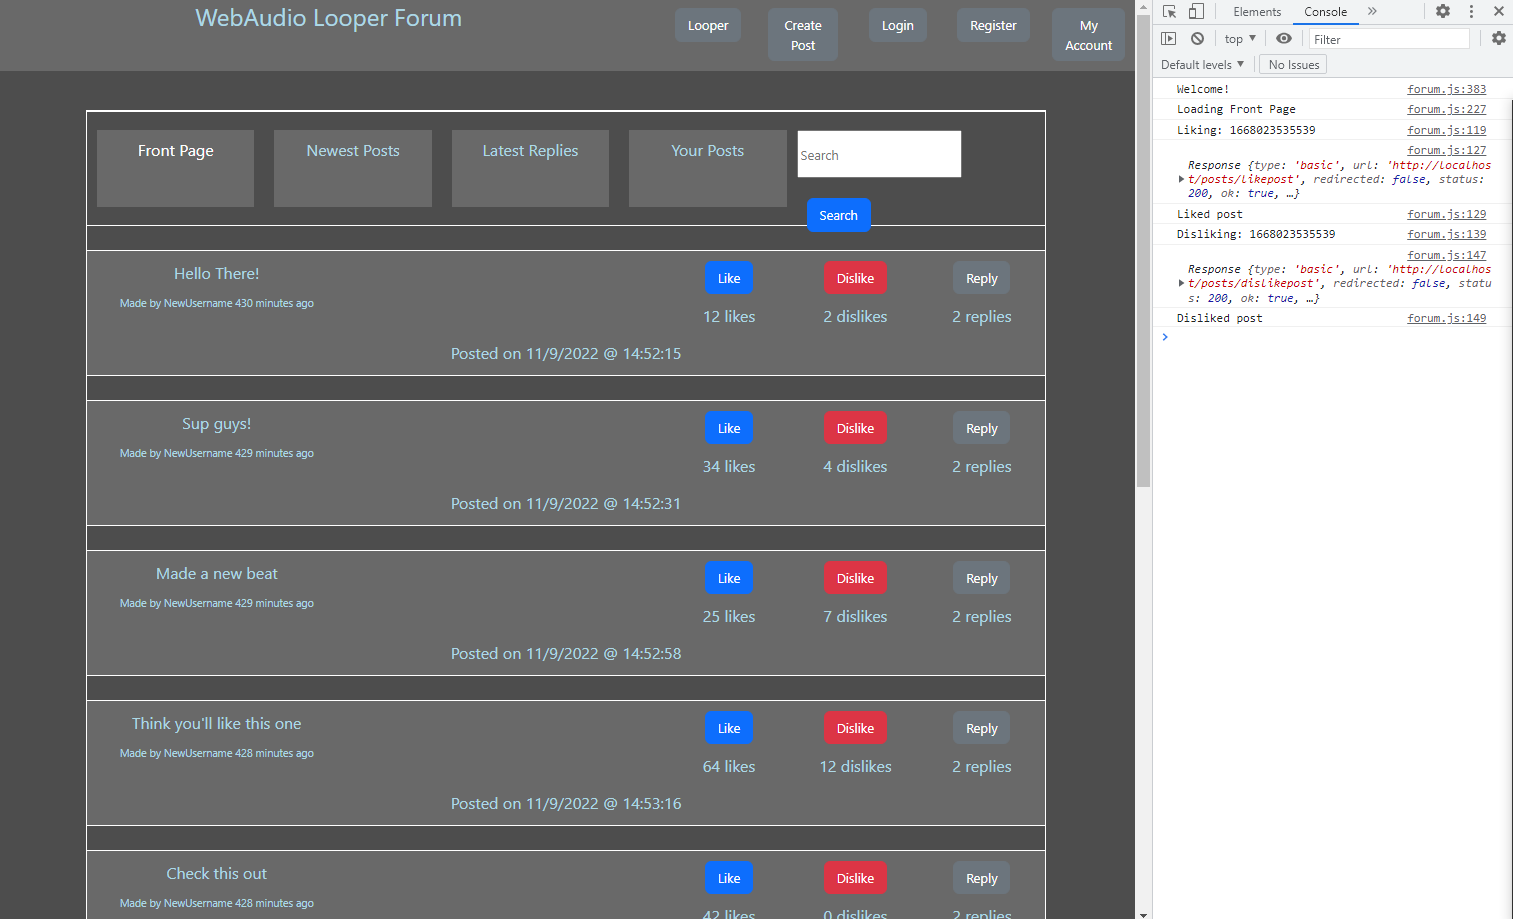 WebAudio Looper Forum
Looper
Create
Post
Login
Register
My
Account
Front Page
Newest Posts
Latest Replies
Your Posts
Search
Search
Hello There!
Made by NewUsername 430 minutes ago
Like
Dislike
Reply
12 likes
2 dislikes
2 replies
Posted on 11/9/2022 @ 14:52:15
Sup guys!
Made by NewUsername 429 minutes ago
Like
Dislike
Reply
34 likes
4 dislikes
2 replies
Posted on 11/9/2022 @ 14:52:31
Made a new beat
Made by NewUsername 429 minutes ago
Like
Dislike
Reply
25 likes
7 dislikes
2 replies
Posted on 11/9/2022 @ 14:52:58
Think you'll like this one
Made by NewUsername 428 minutes ago
Like
Dislike
Reply
64 likes
12 dislikes
2 replies
Posted on 11/9/2022 @ 14:53:16
Check this out
Made by NewUsername 428 minutes ago
Like
Dislike
Reply
42 likes
0 dislikes
2 replies
Elements
Console
»
top
Filter
Default levels
No Issues
Welcome! forum.js:383
Loading Front Page forum.js:227
Liking: 1668023535539 forum.js:119
forum.js:127
Response {type: 'basic', url: 'http://localhos
t/posts/likepost', redirected: false, status:
200, ok: true, …}
Liked post forum.js:129
Disliking: 1668023535539 forum.js:139
forum.js:147
Response {type: 'basic', url: 'http://localhos
t/posts/dislikepost', redirected: false, statu
s: 200, ok: true, …}
Disliked post forum.js:149